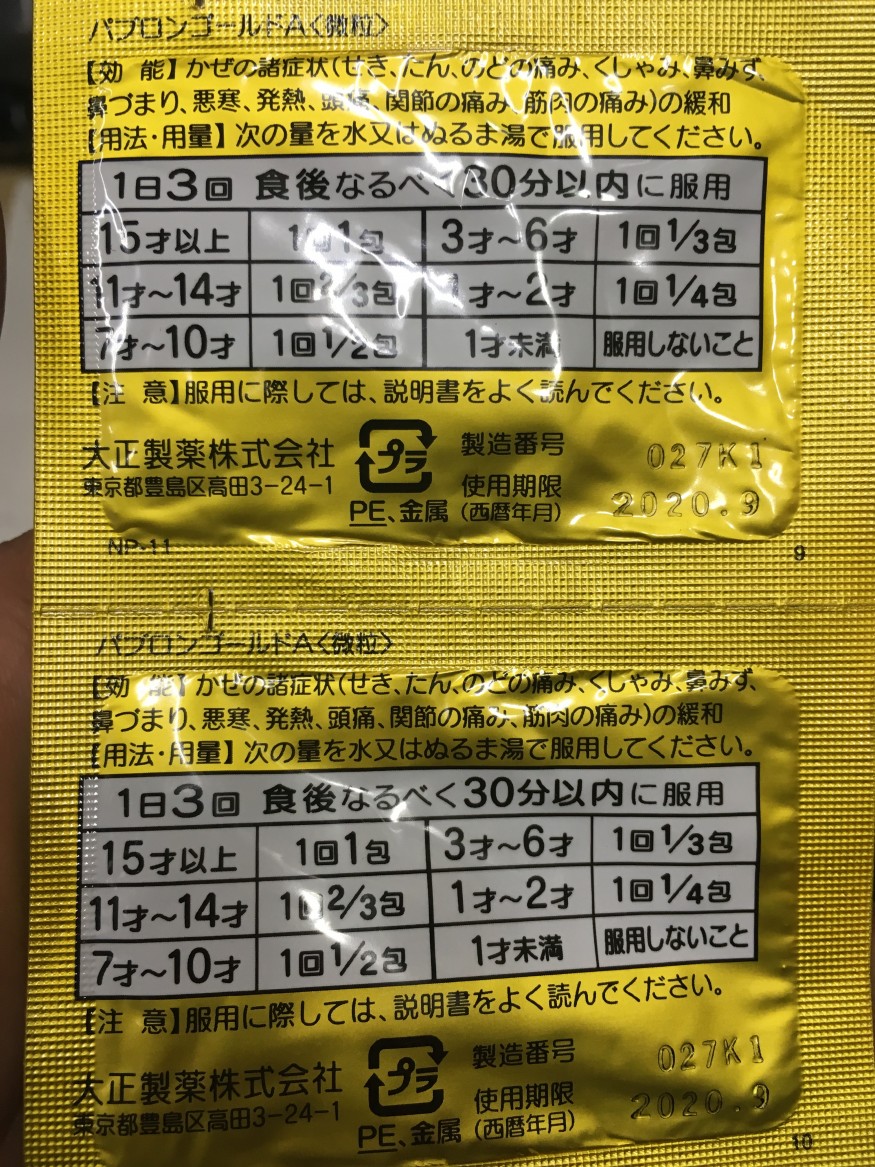 パブロンゴールドA〈微粒〉
【効 能】かぜの諸症状(せき、たん、のどの痛み、くしゃみ、鼻みず、
鼻づまり、悪寒、発熱、頭痛、関節の痛み、筋肉の痛み)の緩和
【用法・用量】次の量を水又はぬるま湯で服用してください。
1日3回 食後なるべく30分以内に服用
15才以上 1回1包 3才〜6才 1回1/3包
11才〜14才 1回2/3包 1才〜2才 1回1/4包
7才〜10才 1回1/2包 1才未満 服用しないこと
【注 意】服用に際しては、説明書をよく読んでください。
大正製薬株式会社
東京都豊島区高田3-24-1
プラ
PE、金属
製造番号 027K1
使用期限 2020.9
(西暦年月)
NP-11
9
パブロンゴールドA〈微粒〉
【効 能】かぜの諸症状(せき、たん、のどの痛み、くしゃみ、鼻みず、
鼻づまり、悪寒、発熱、頭痛、関節の痛み、筋肉の痛み)の緩和
【用法・用量】次の量を水又はぬるま湯で服用してください。
1日3回 食後なるべく30分以内に服用
15才以上 1回1包 3才〜6才 1回1/3包
11才〜14才 1回2/3包 1才〜2才 1回1/4包
7才〜10才 1回1/2包 1才未満 服用しないこと
【注 意】服用に際しては、説明書をよく読んでください。
大正製薬株式会社
東京都豊島区高田3-24-1
プラ
PE、金属
製造番号 027K1
使用期限 2020.9
(西暦年月)
10